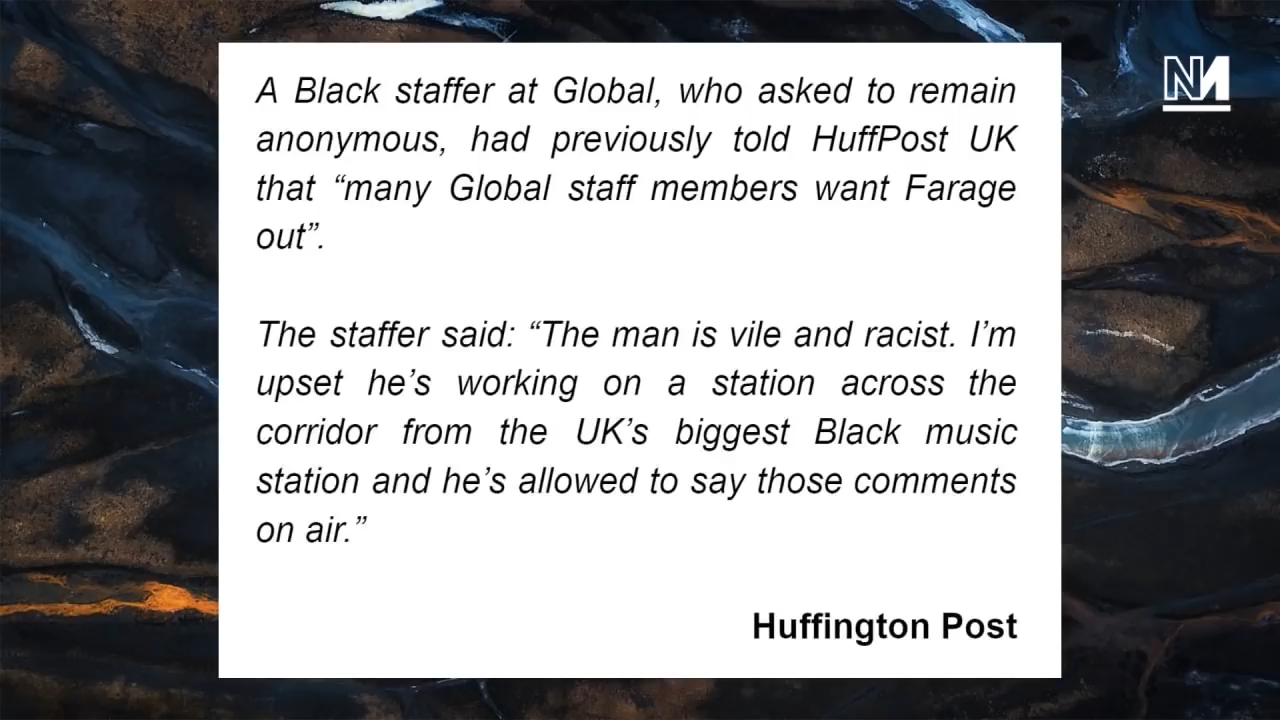 NM
A Black staffer at Global, who asked to remain
anonymous, had previously told HuffPost UK
that “many Global staff members want Farage
out”.
The staffer said: “The man is vile and racist. I’m
upset he’s working on a station across the
corridor from the UK’s biggest Black music
station and he’s allowed to say those comments
on air.”
Huffington Post